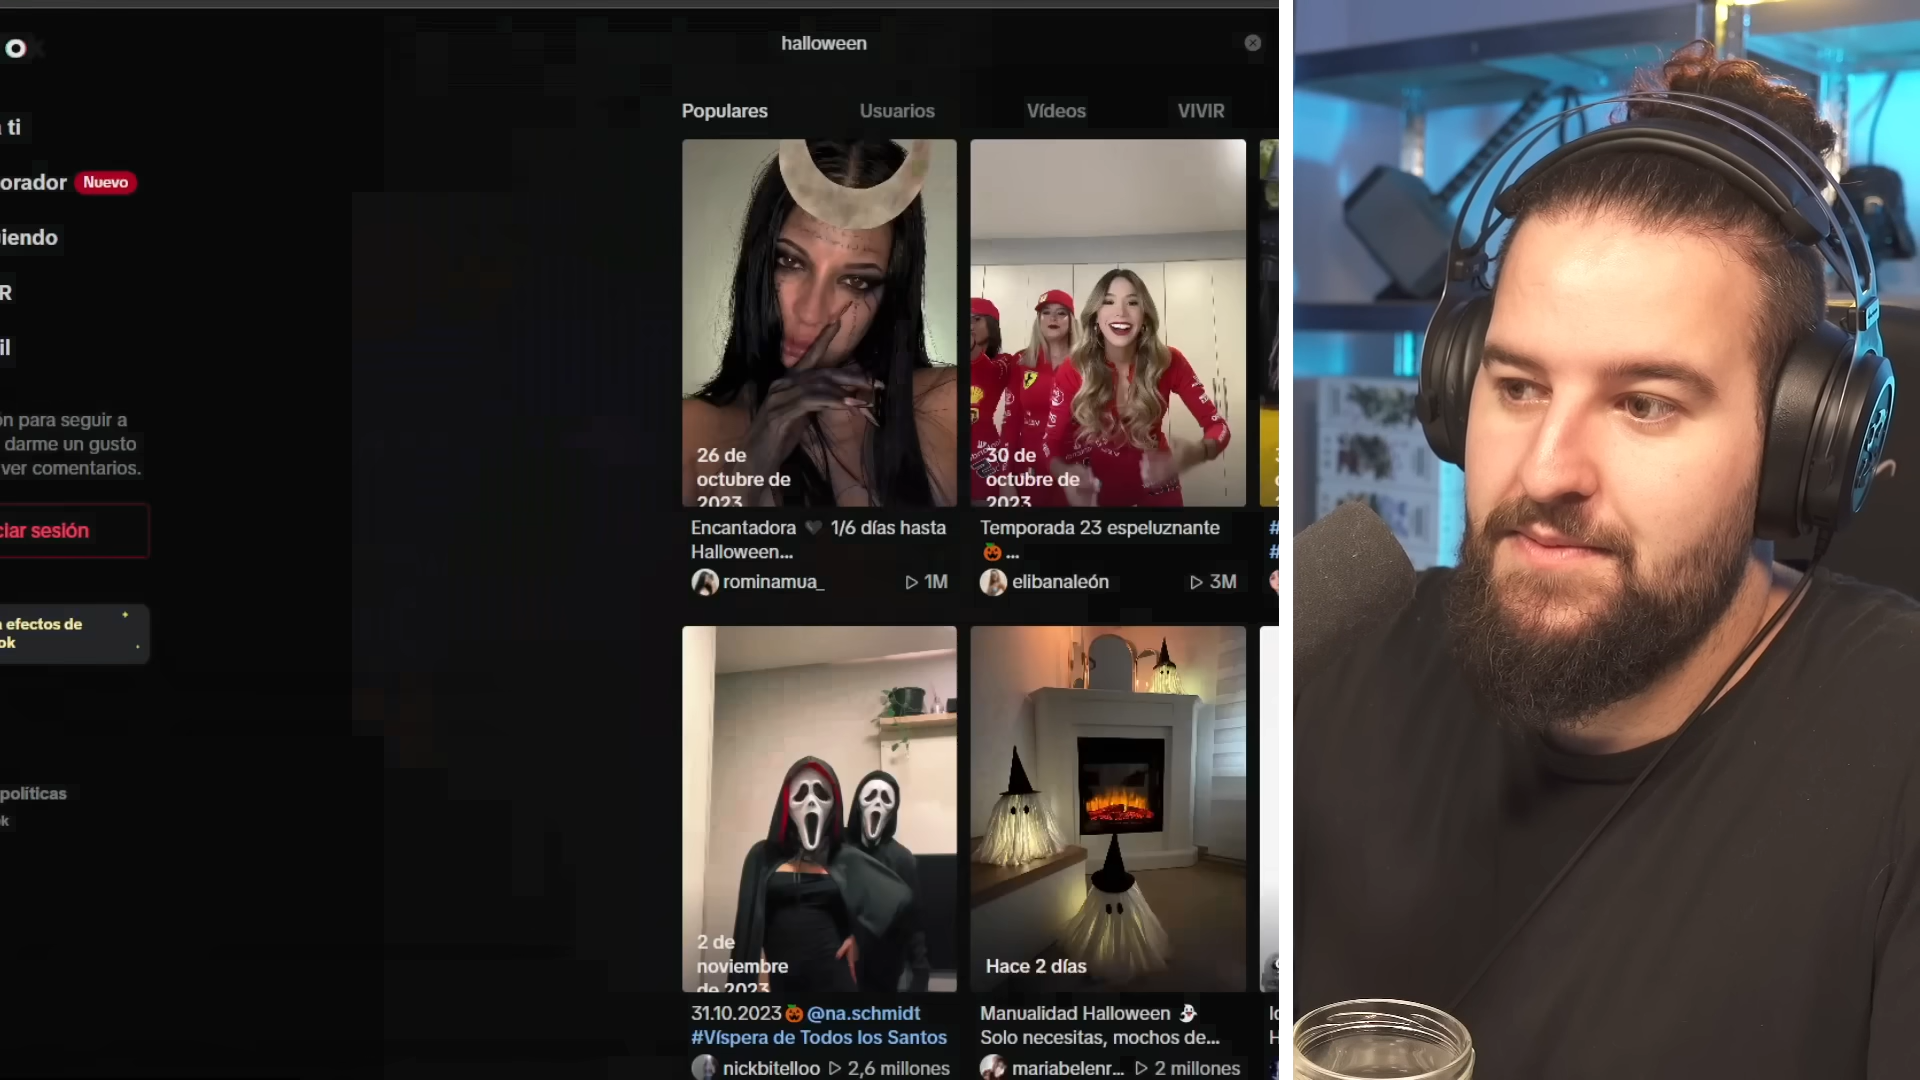 halloween
Populares
Usuarios
Vídeos
VIVIR
ti
orador
Nuevo
iendo
R
il
ón para seguir a
darme un gusto
ver comentarios.
ciar sesión
efectos de
ok
políticas
k
26 de
octubre de
2023
Encantadora 🖤 1/6 días hasta
Halloween...
rominamua_
1M
30 de
octubre de
2023
Temporada 23 espeluznante
🎃 ...
elibanaleón
3M
2 de
noviembre
de 2023
31.10.2023🎃@na.schmidt
#Víspera de Todos los Santos
nickbitelloo
2,6 millones
Hace 2 días
Manualidad Halloween 👻
Solo necesitas, mochos de...
mariabelenr...
2 millones